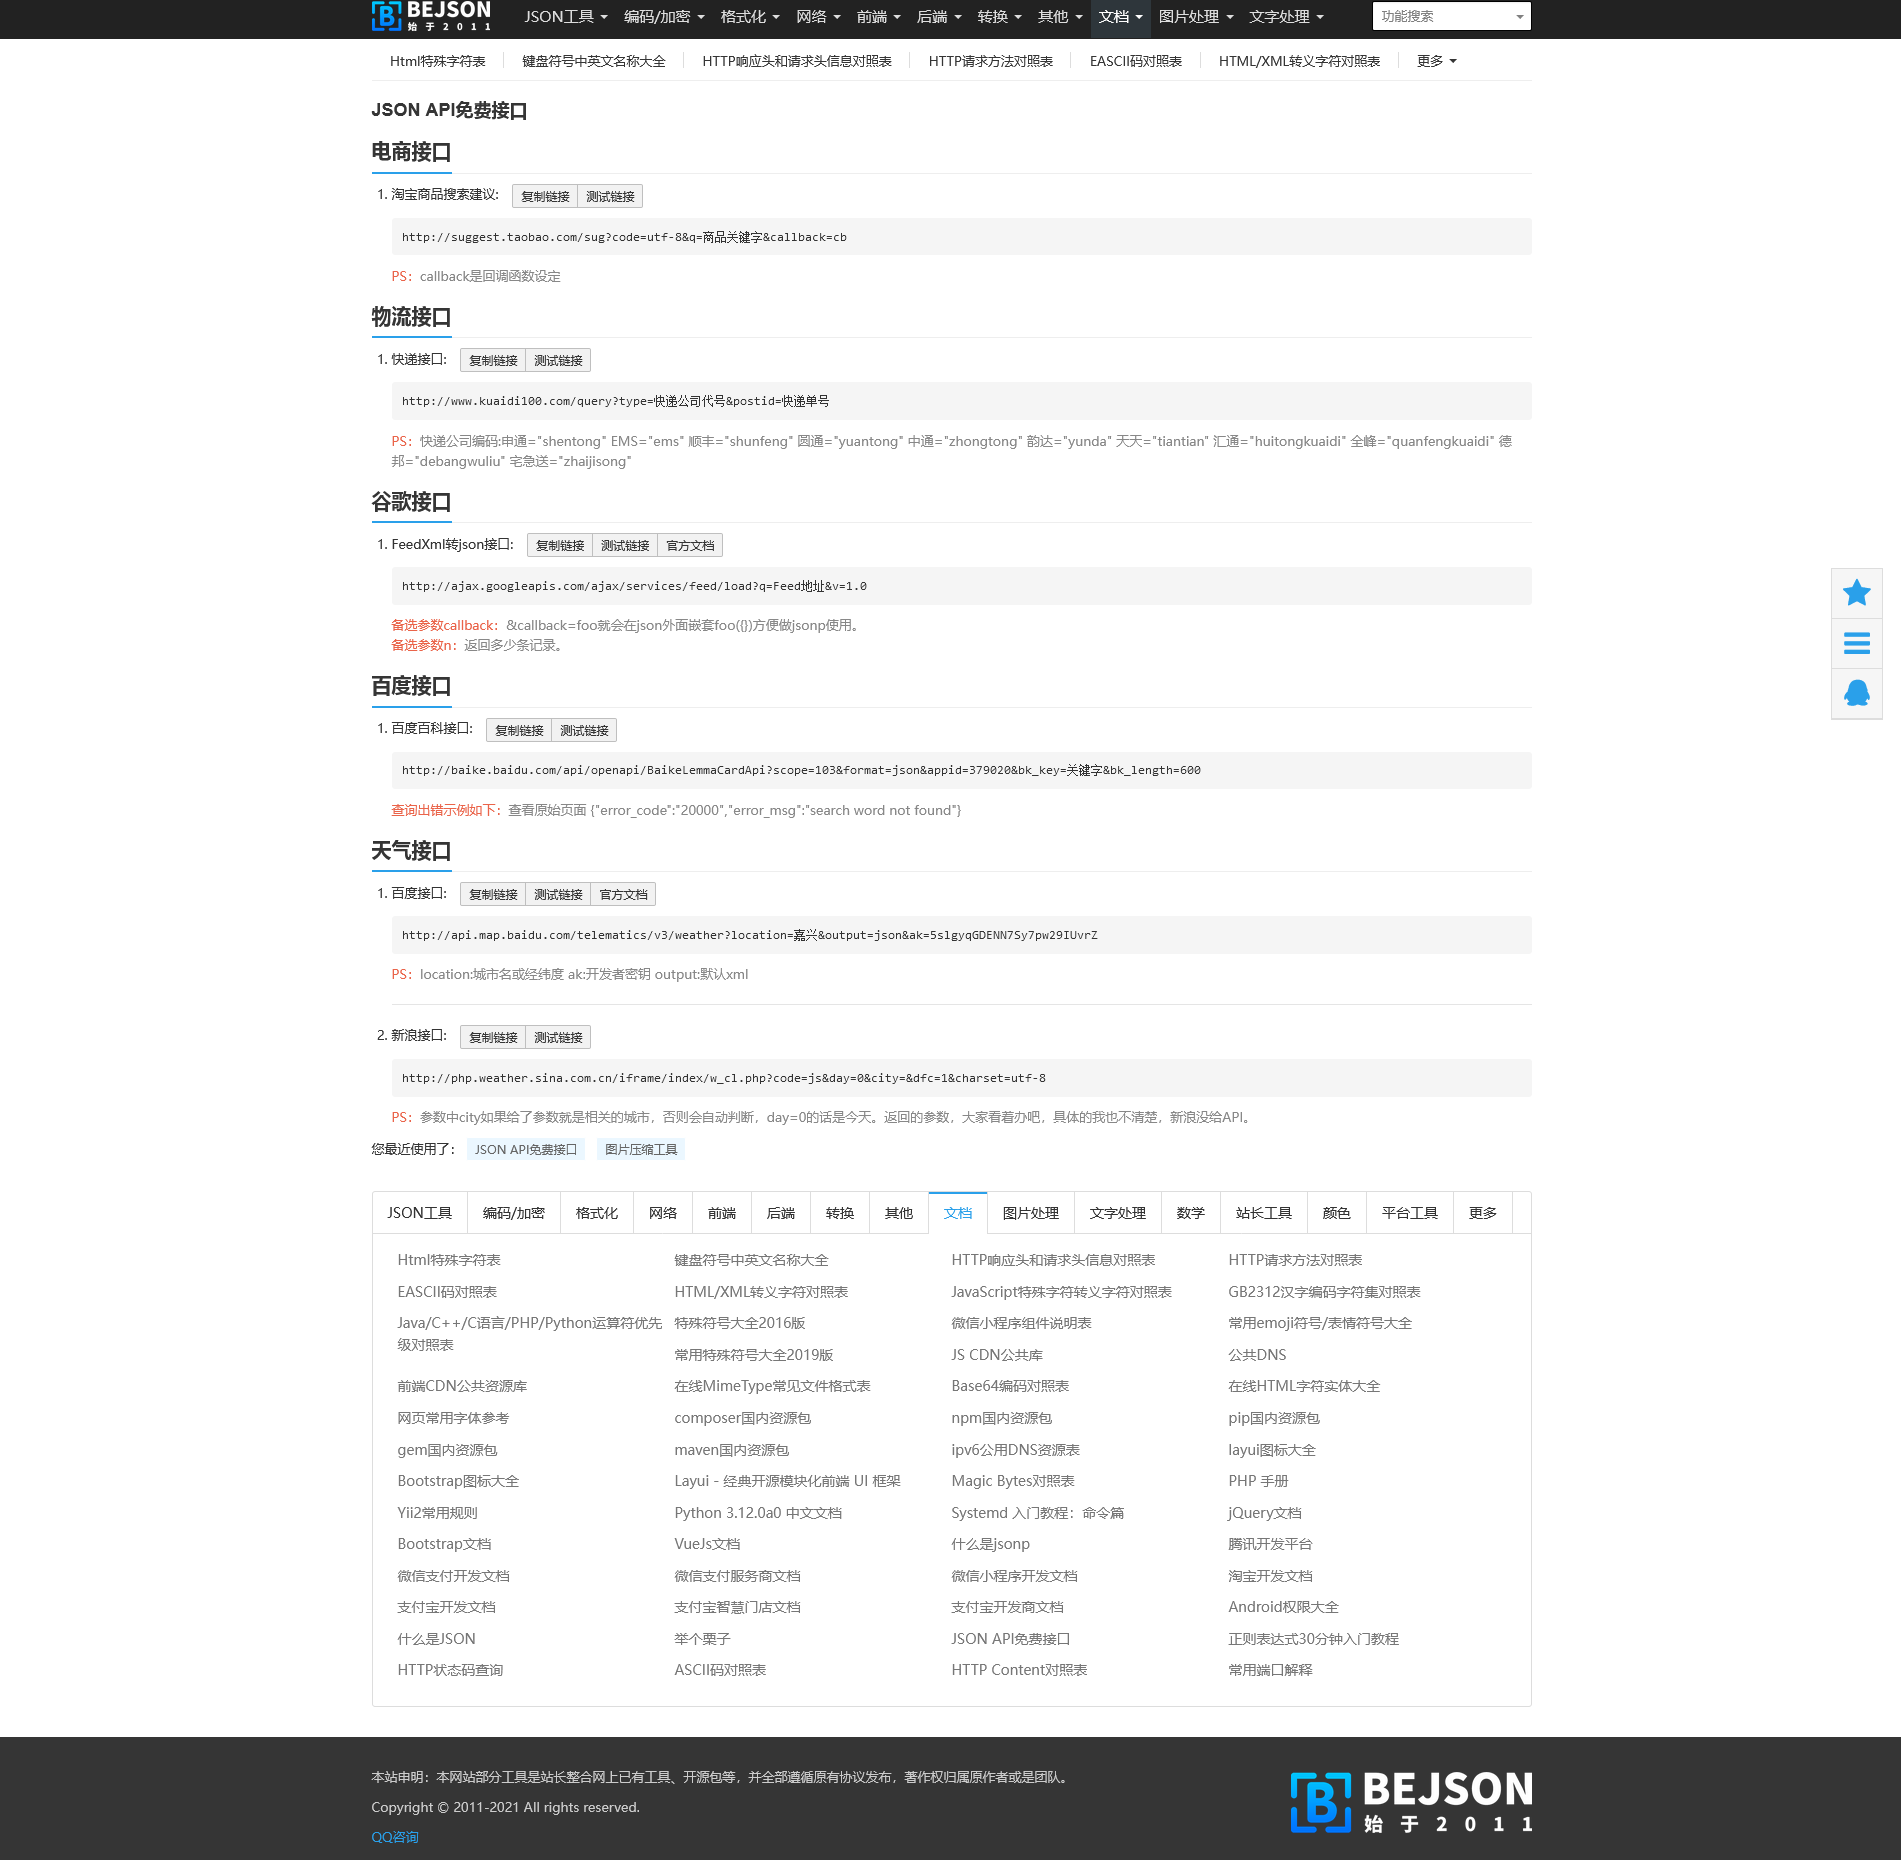 BEJSON
始于2011
JSON工具 编码/加密 格式化 网络 前端 后端 转换 其他 文档 图片处理 文字处理 功能搜索
Html特殊字符表 键盘符号中英文名称大全 HTTP响应头和请求头信息对照表 HTTP请求方法对照表 EASCII码对照表 HTML/XML转义字符对照表 更多
JSON API免费接口
电商接口
1. 淘宝商品搜索建议: 复制链接 测试链接
http://suggest.taobao.com/sug?code=utf-8&q=商品关键字&callback=cb
PS：callback是回调函数设定
物流接口
1. 快递接口: 复制链接 测试链接
http://www.kuaidi100.com/query?type=快递公司代号&postid=快递单号
PS：快递公司编码:申通="shentong" EMS="ems" 顺丰="shunfeng" 圆通="yuantong" 中通="zhongtong" 韵达="yunda" 天天="tiantian" 汇通="huitongkuaidi" 全峰="quanfengkuaidi" 德
邦="debangwuliu" 宅急送="zhaijisong"
谷歌接口
1. FeedXml转json接口: 复制链接 测试链接 官方文档
http://ajax.googleapis.com/ajax/services/feed/load?q=Feed地址&v=1.0
备选参数callback：&callback=foo就会在json外面嵌套foo({})方便做jsonp使用。
备选参数n：返回多少条记录。
百度接口
1. 百度百科接口: 复制链接 测试链接
http://baike.baidu.com/api/openapi/BaikeLemmaCardApi?scope=103&format=json&appid=379020&bk_key=关键字&bk_length=600
查询出错示例如下：查看原始页面 {"error_code":"20000","error_msg":"search word not found"}
天气接口
1. 百度接口: 复制链接 测试链接 官方文档
http://api.map.baidu.com/telematics/v3/weather?location=嘉兴&output=json&ak=5slgyqGDENN7Sy7pw29IUvrZ
PS：location:城市名或经纬度 ak:开发者密钥 output:默认xml
2. 新浪接口: 复制链接 测试链接
http://php.weather.sina.com.cn/iframe/index/w_cl.php?code=js&day=0&city=&dfc=1&charset=utf-8
PS：参数中city如果给了参数就是相关的城市，否则会自动判断，day=0的话是今天。返回的参数，大家看着办吧，具体的我也不清楚，新浪没给API。
您最近使用了： JSON API免费接口 图片压缩工具
JSON工具 编码/加密 格式化 网络 前端 后端 转换 其他 文档 图片处理 文字处理 数学 站长工具 颜色 平台工具 更多
Html特殊字符表 键盘符号中英文名称大全 HTTP响应头和请求头信息对照表 HTTP请求方法对照表
EASCII码对照表 HTML/XML转义字符对照表 JavaScript特殊字符转义字符对照表 GB2312汉字编码字符集对照表
Java/C++/C语言/PHP/Python运算符优先 特殊符号大全2016版 微信小程序组件说明表 常用emoji符号/表情符号大全
级对照表
常用特殊符号大全2019版 JS CDN公共库 公共DNS
前端CDN公共资源库 在线MimeType常见文件格式表 Base64编码对照表 在线HTML字符实体大全
网页常用字体参考 composer国内资源包 npm国内资源包 pip国内资源包
gem国内资源包 maven国内资源包 ipv6公用DNS资源表 layui图标大全
Bootstrap图标大全 Layui - 经典开源模块化前端 UI 框架 Magic Bytes对照表 PHP 手册
Yii2常用规则 Python 3.12.0a0 中文文档 Systemd 入门教程：命令篇 jQuery文档
Bootstrap文档 VueJs文档 什么是jsonp 腾讯开发平台
微信支付开发文档 微信支付服务商文档 微信小程序开发文档 淘宝开发文档
支付宝开发文档 支付宝智慧门店文档 支付宝开发商文档 Android权限大全
什么是JSON 举个栗子 JSON API免费接口 正则表达式30分钟入门教程
HTTP状态码查询 ASCII码对照表 HTTP Content对照表 常用端口解释
本站申明：本网站部分工具是站长整合网上已有工具、开源包等，并全部遵循原有协议发布，著作权归属原作者或是团队。
Copyright © 2011-2021 All rights reserved.
QQ咨询
BEJSON
始于2011